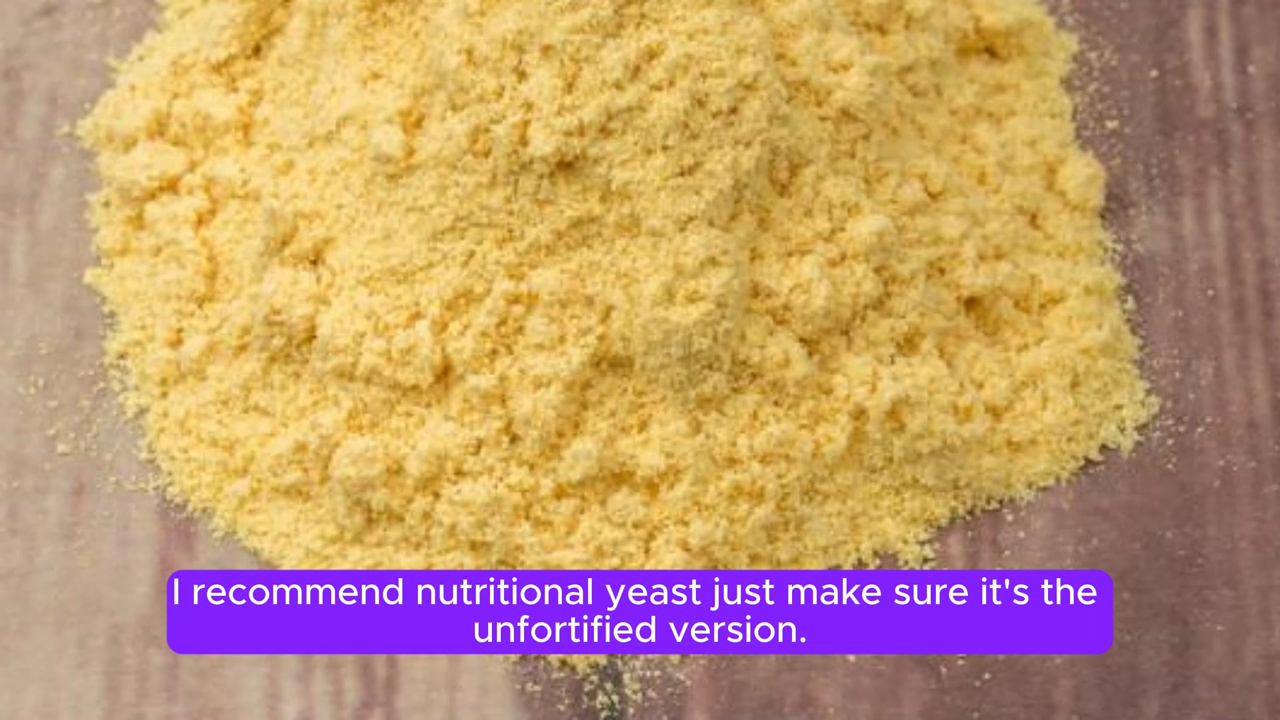 I recommend nutritional yeast just make sure it's the
unfortified version.